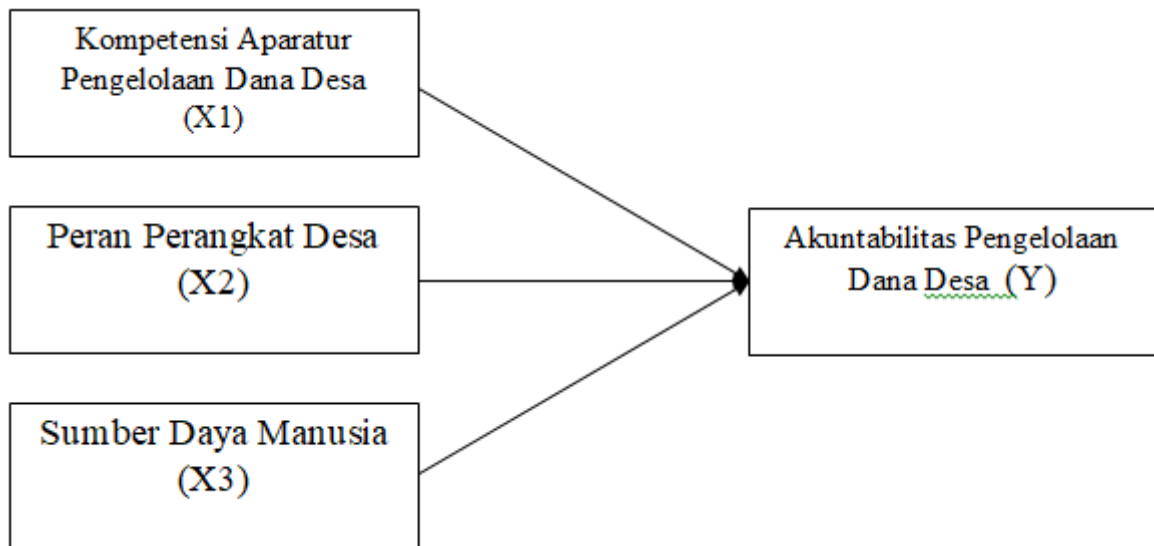 Kompetensi Aparatur
Pengelolaan Dana Desa
(X1)
Peran Perangkat Desa
(X2)
Sumber Daya Manusia
(X3)
Akuntabilitas Pengelolaan
Dana Desa (Y)